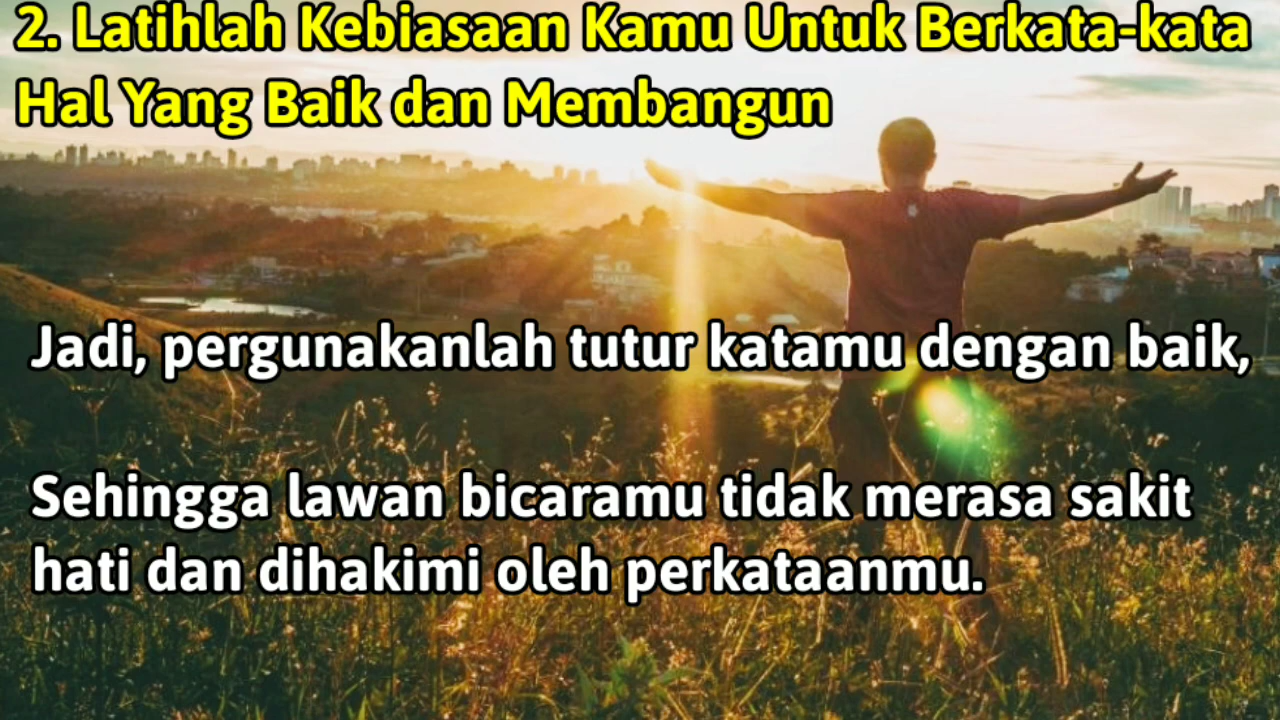 2. Latihlah Kebiasaan Kamu Untuk Berkata-kata
Hal Yang Baik dan Membangun
Jadi, pergunakanlah tutur katamu dengan baik,
Sehingga lawan bicaramu tidak merasa sakit
hati dan dihakimi oleh perkataanmu.